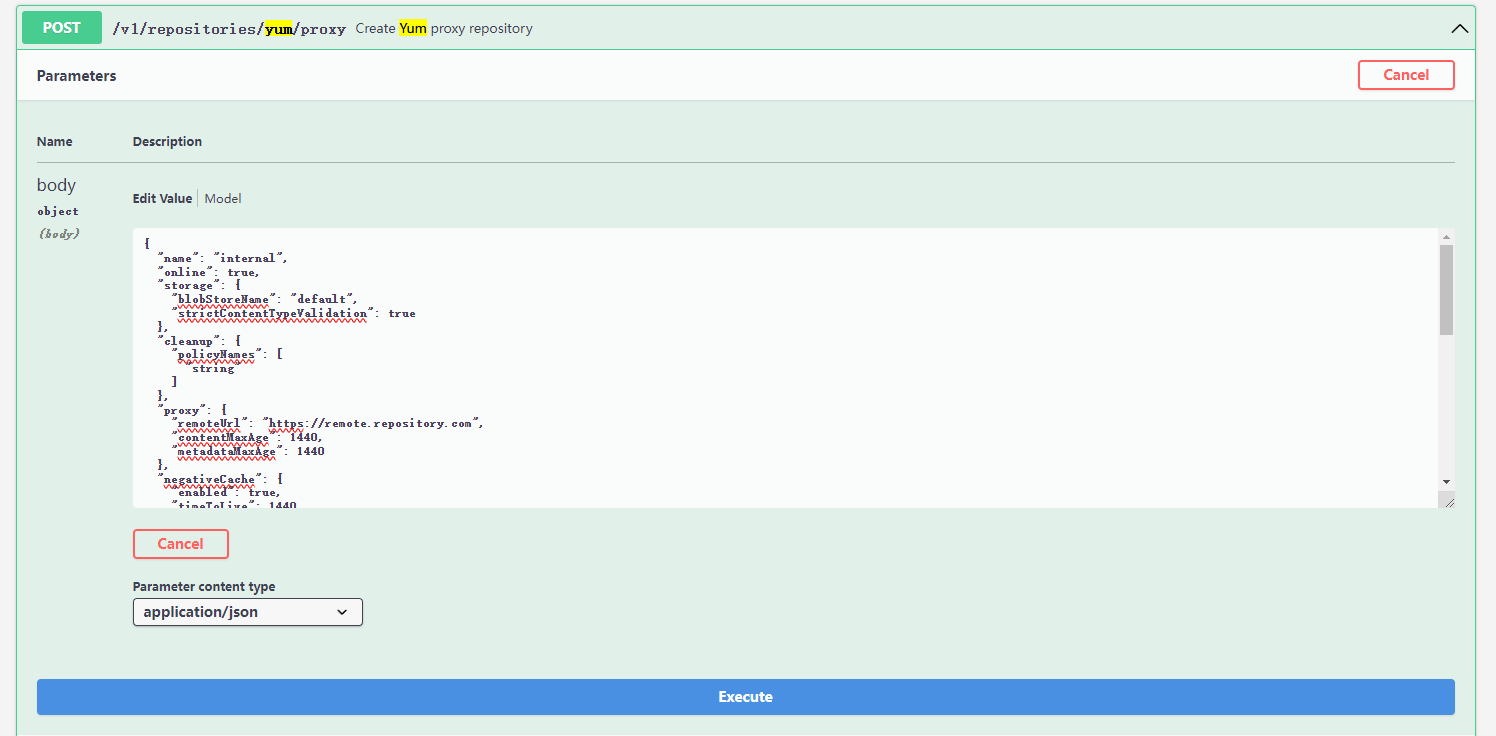 POST /v1/repositories/yum/proxy Create Yum proxy repository
Parameters Cancel
Name Description
body
object
(body)
Edit Value Model
{
  "name": "internal",
  "online": true,
  "storage": {
    "blobStoreName": "default",
    "strictContentTypeValidation": true
  },
  "cleanup": {
    "policyNames": [
      "string"
    ]
  },
  "proxy": {
    "remoteUrl": "https://remote.repository.com",
    "contentMaxAge": 1440,
    "metadataMaxAge": 1440
  },
  "negativeCache": {
    "enabled": true,
    "timeToLive": 1440
Cancel
Parameter content type
application/json
Execute